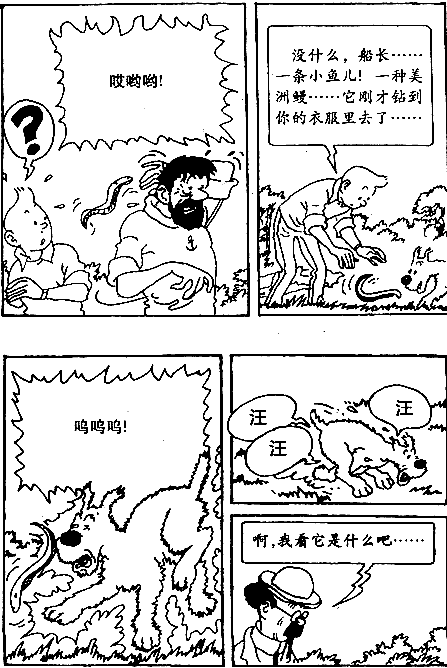 哎哟哟!
?
没什么，船长……
一条小鱼儿！一种美
洲鳗……它刚才钻到
你的衣服里去了……
呜呜呜!
汪
汪
汪
啊,我看它是什么吧……